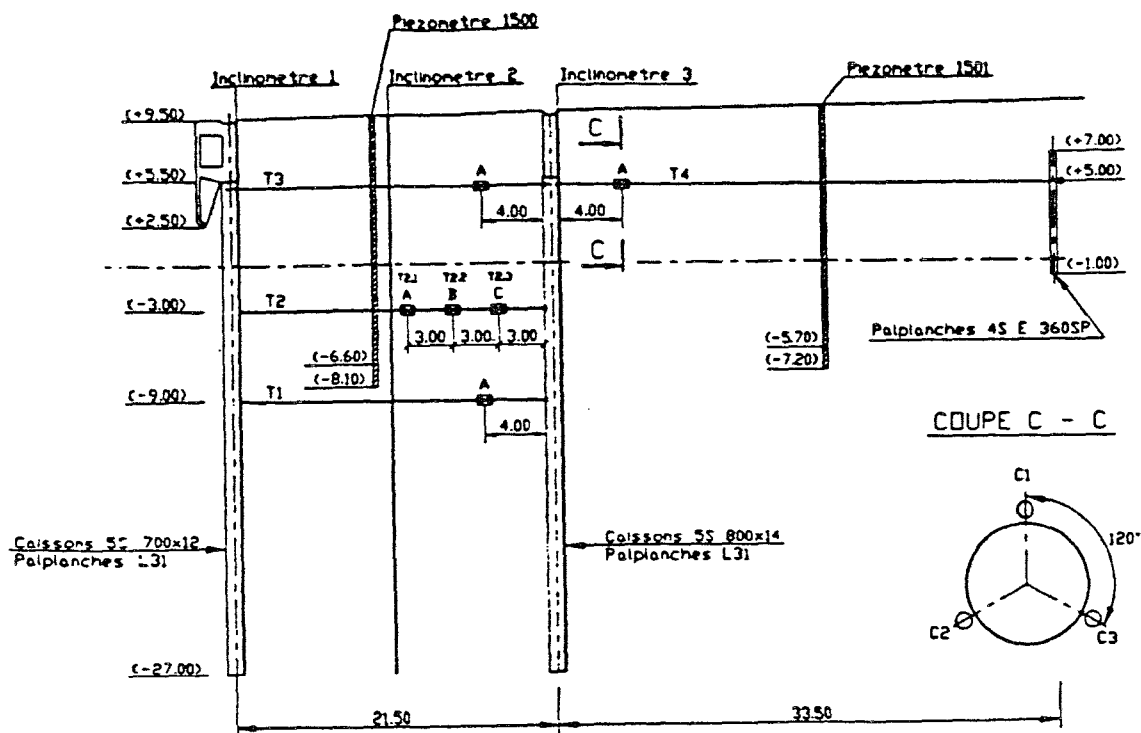 Piezometre 1500
Inclinometre 1
Inclinometre 2
Inclinometre 3
Piezometre 1501
(+9.50)
C
(+7.00)
(+5.50)
T3
A
A
T4
(+5.00)
4.00
4.00
(+2.50)
C
(-1.00)
T2.1
T2.2
T2.3
A
B
C
(-3.00)
T2
3.00
3.00
3.00
Palplanches 4S E 360SP
(-6.60)
(-5.70)
(-8.10)
(-7.20)
(-9.00)
T1
A
4.00
COUPE C - C
C1
120°
Caissons 5S 700x12
Palplanches L31
Caissons 5S 800x14
Palplanches L31
C2
C3
(-27.00)
21.50
33.50